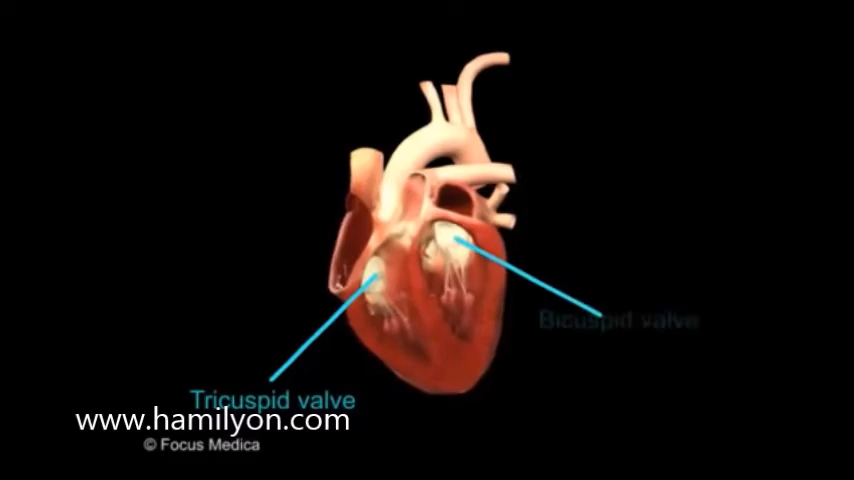 Bicuspid valve
Tricuspid valve
www.hamilyon.com
© Focus Medica